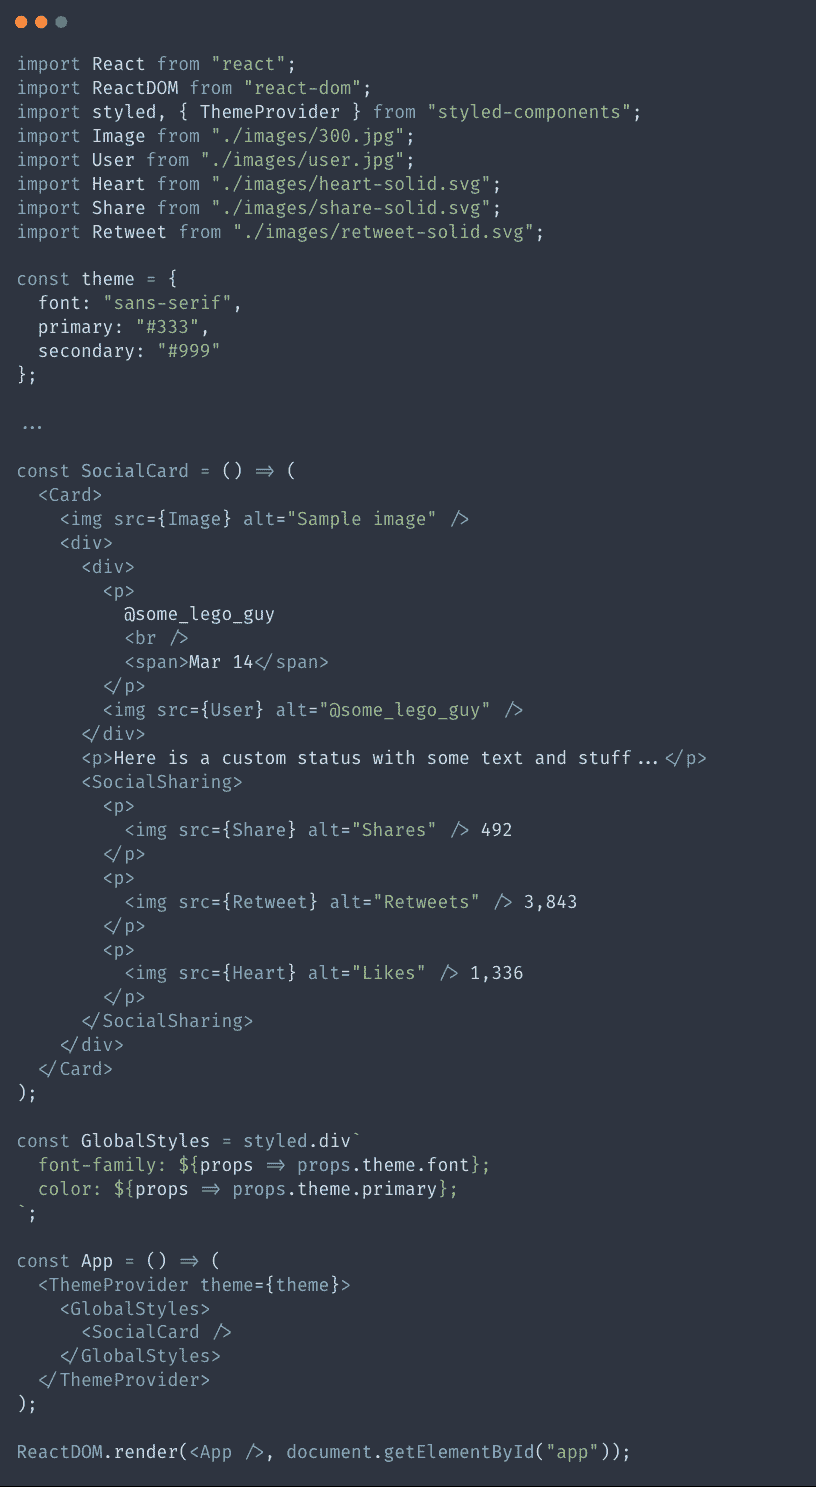 import React from "react";
import ReactDOM from "react-dom";
import styled, { ThemeProvider } from "styled-components";
import Image from "./images/300.jpg";
import User from "./images/user.jpg";
import Heart from "./images/heart-solid.svg";
import Share from "./images/share-solid.svg";
import Retweet from "./images/retweet-solid.svg";

const theme = {
  font: "sans-serif",
  primary: "#333",
  secondary: "#999"
};

...

const SocialCard = () => (
  <Card>
    <img src={Image} alt="Sample image" />
    <div>
      <div>
        <p>
          @some_lego_guy
          <br />
          <span>Mar 14</span>
        </p>
        <img src={User} alt="@some_lego_guy" />
      </div>
      <p>Here is a custom status with some text and stuff...</p>
      <SocialSharing>
        <p>
          <img src={Share} alt="Shares" /> 492
        </p>
        <p>
          <img src={Retweet} alt="Retweets" /> 3,843
        </p>
        <p>
          <img src={Heart} alt="Likes" /> 1,336
        </p>
      </SocialSharing>
    </div>
  </Card>
);

const GlobalStyles = styled.div`
  font-family: ${props => props.theme.font};
  color: ${props => props.theme.primary};
`;

const App = () => (
  <ThemeProvider theme={theme}>
    <GlobalStyles>
      <SocialCard />
    </GlobalStyles>
  </ThemeProvider>
);

ReactDOM.render(<App />, document.getElementById("app"));